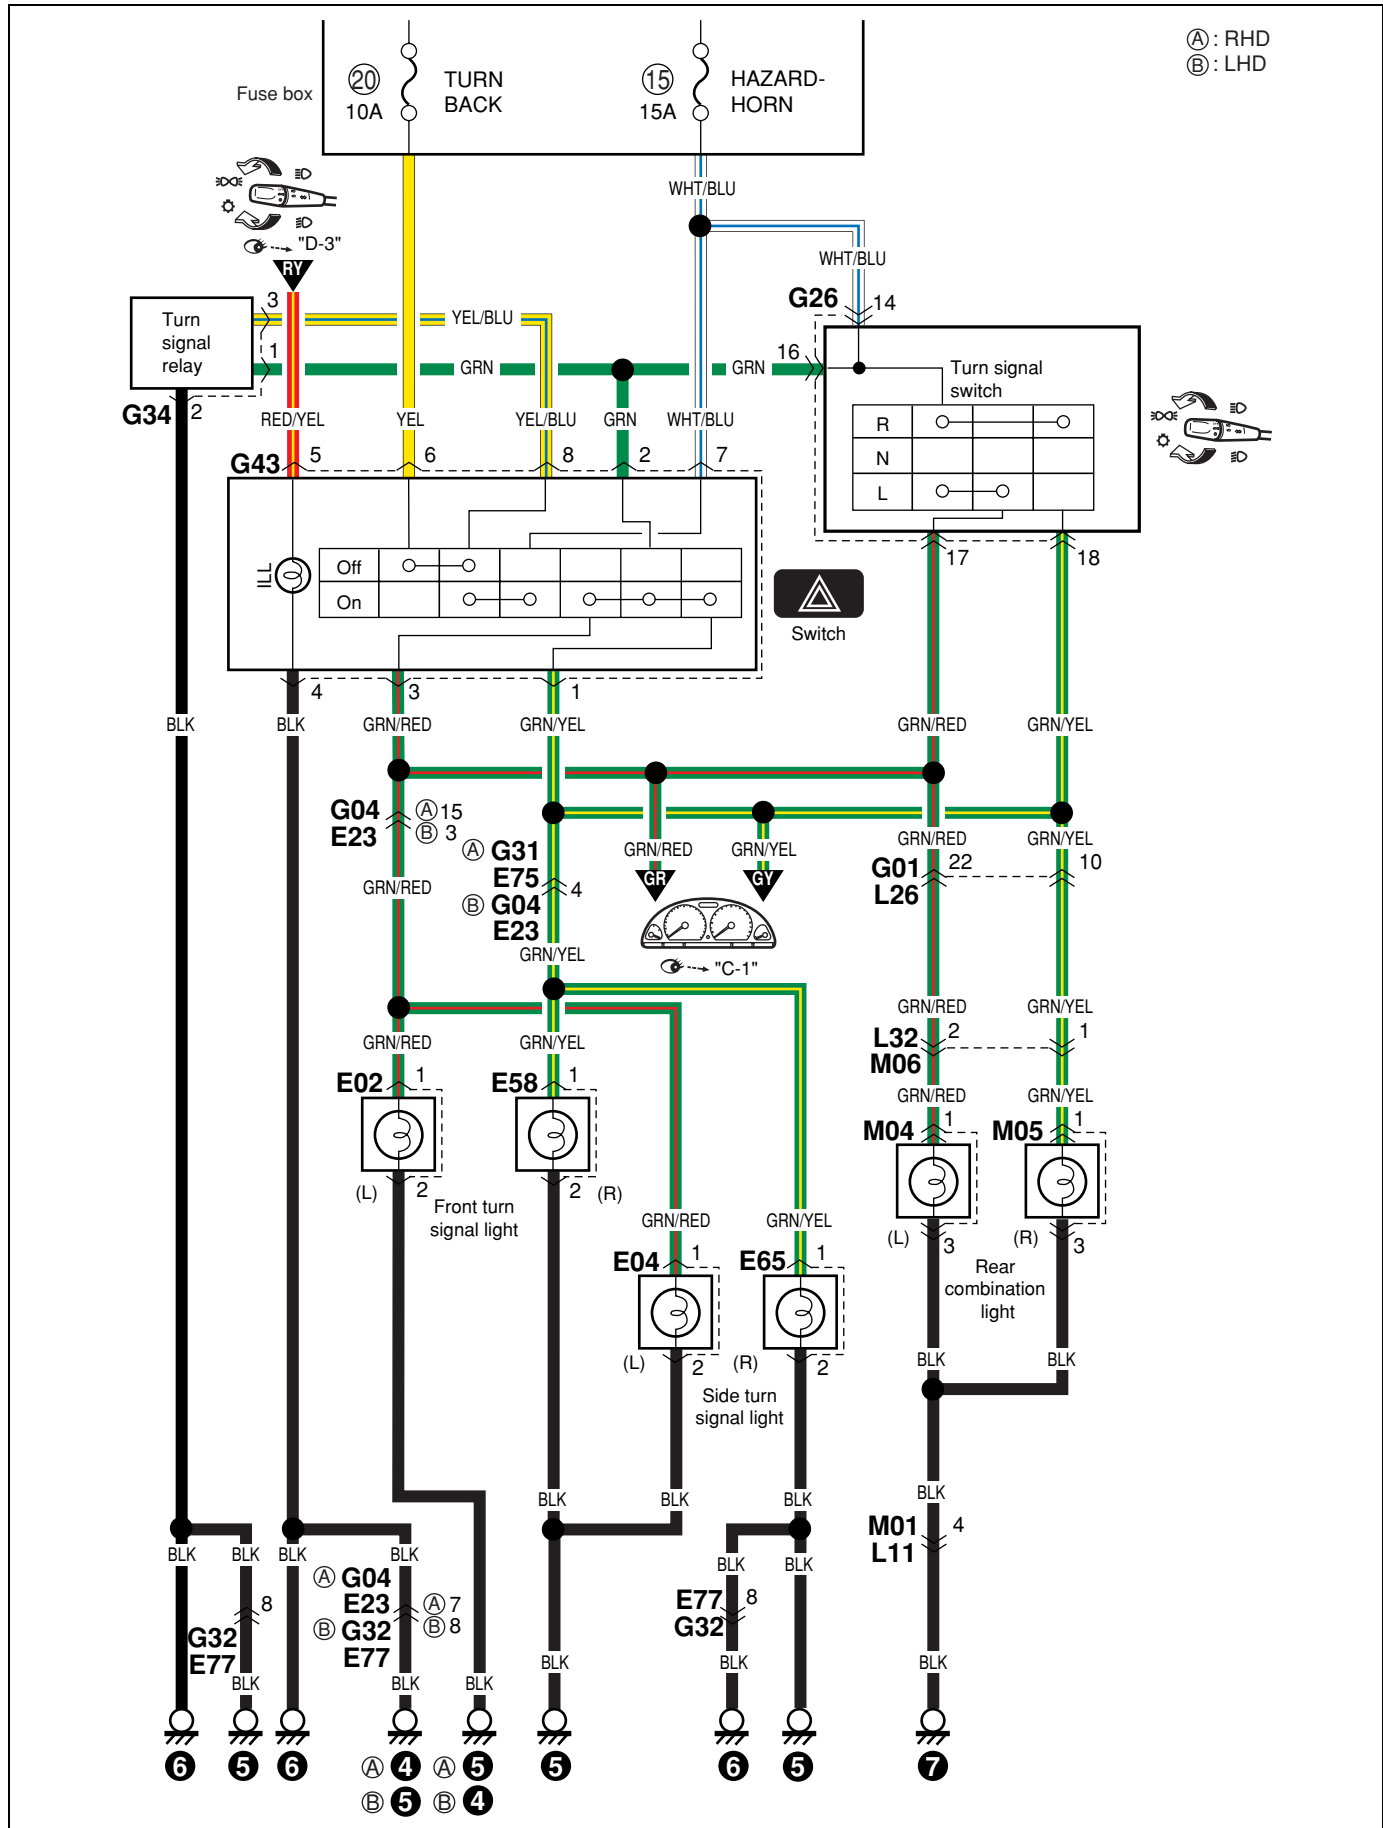 Ⓐ : RHD
Ⓑ : LHD
Fuse box
20
10A
TURN
BACK
15
15A
HAZARD-
HORN
WHT/BLU
"D-3"
RY
WHT/BLU
G26
14
Turn
signal
relay
3
YEL/BLU
1
GRN
GRN
16
Turn signal
switch
G34
2
RED/YEL
YEL
YEL/BLU
GRN
WHT/BLU
R
N
L
G43
5
6
8
2
7
17
18
ILL
Off
On
Switch
4
3
1
BLK
BLK
GRN/RED
GRN/YEL
GRN/RED
GRN/YEL
G04
E23
Ⓐ 15
Ⓑ 3
Ⓐ G31
E75
Ⓑ G04
E23
4
GRN/RED
GRN/YEL
GRN/RED
GRN/YEL
GR
GY
G01
L26
22
10
GRN/RED
GRN/YEL
"C-1"
GRN/RED
GRN/YEL
L32
M06
2
1
GRN/RED
GRN/YEL
E02
1
E58
1
GRN/RED
GRN/YEL
M04
1
M05
1
(L)
2
Front turn
signal light
2
(R)
GRN/RED
GRN/YEL
(L)
3
(R)
3
Rear
combination
light
E04
1
E65
1
(L)
2
(R)
2
Side turn
signal light
BLK
BLK
BLK
BLK
BLK
BLK
M01
L11
4
BLK
BLK
BLK
BLK
BLK
BLK
8
G32
E77
Ⓐ G04
E23
Ⓑ G32
E77
Ⓐ 7
Ⓑ 8
E77
G32
8
BLK
BLK
BLK
BLK
BLK
6
5
6
Ⓐ 4
Ⓑ 5
Ⓐ 5
Ⓑ 4
5
6
5
7